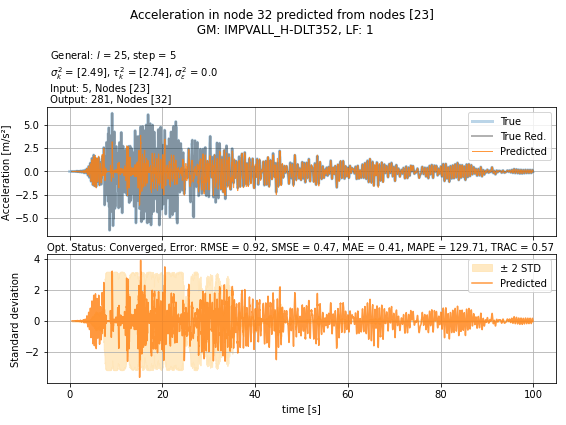 Acceleration in node 32 predicted from nodes [23]
GM: IMPVALL_H-DLT352, LF: 1
General: l = 25, step = 5
σ²ₖ = [2.49], τ²ₖ = [2.74], σ²ε = 0.0
Input: 5, Nodes [23]
Output: 281, Nodes [32]
Acceleration [m/s²]
5.0
2.5
0.0
−2.5
−5.0
True
True Red.
Predicted
Opt. Status: Converged, Error: RMSE = 0.92, SMSE = 0.47, MAE = 0.41, MAPE = 129.71, TRAC = 0.57
Standard deviation
4
2
0
−2
± 2 STD
Predicted
0 20 40 60 80 100
time [s]